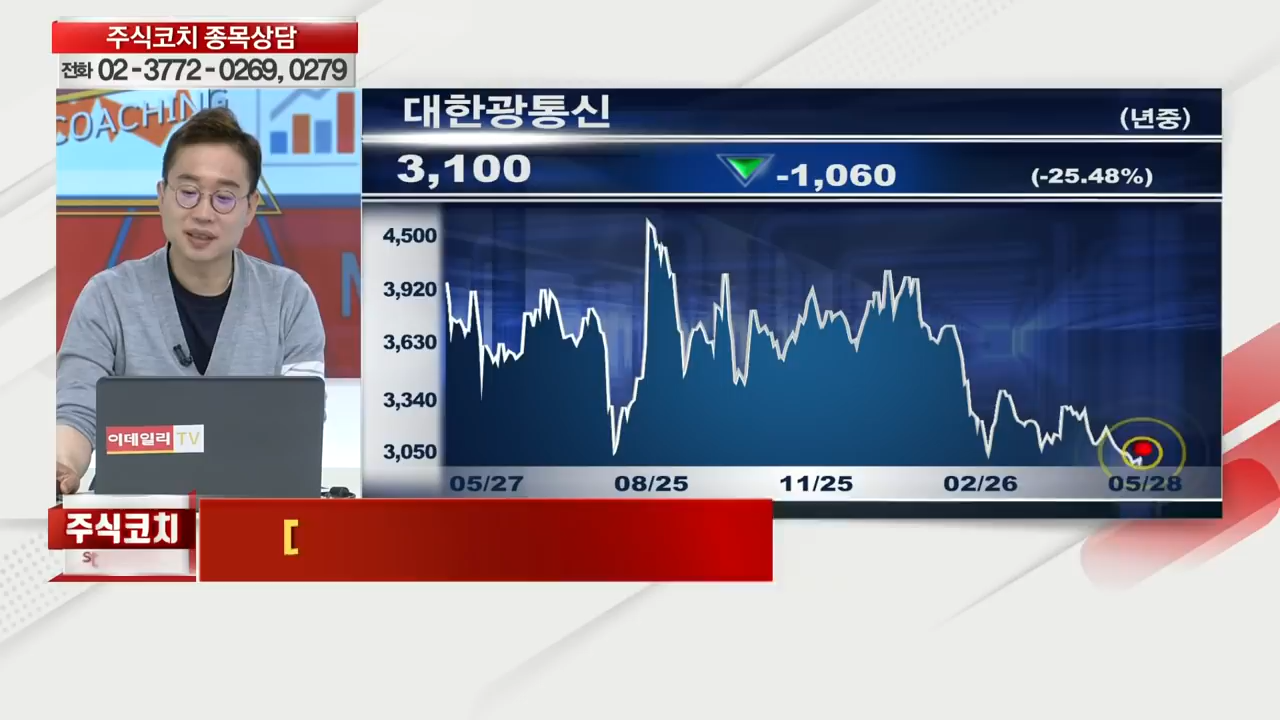 주식코치 종목상담
전화 02-3772-0269, 0279
COACHING
대한광통신
(년중)
3,100
-1,060
(-25.48%)
4,500
3,920
3,630
3,340
3,050
05/27
08/25
11/25
02/26
05/28
이데일리 TV
주식코치
st
[